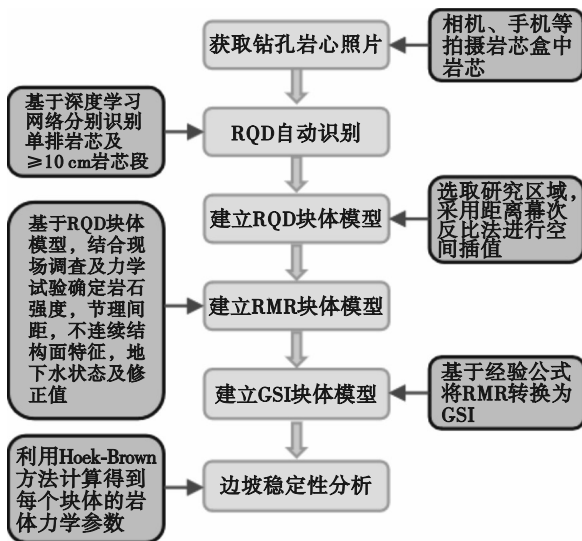 获取钻孔岩心照片
相机、手机等
拍摄岩芯盒中
岩芯
基于深度学习
网络分别识别
单排岩芯及
≥10 cm岩芯段
RQD自动识别
建立RQD块体模型
选取研究区域,
采用距离幂次
反比法进行空
间插值
基于RQD块体
模型，结合现
场调查及力学
试验确定岩石
强度，节理间
距，不连续结
构面特征，地
下水状态及修
正值
建立RMR块体模型
建立GSI块体模型
基于经验公式
将RMR转换为
GSI
利用Hoek-Brown
方法计算得到
每个块体的岩
体力学参数
边坡稳定性分析